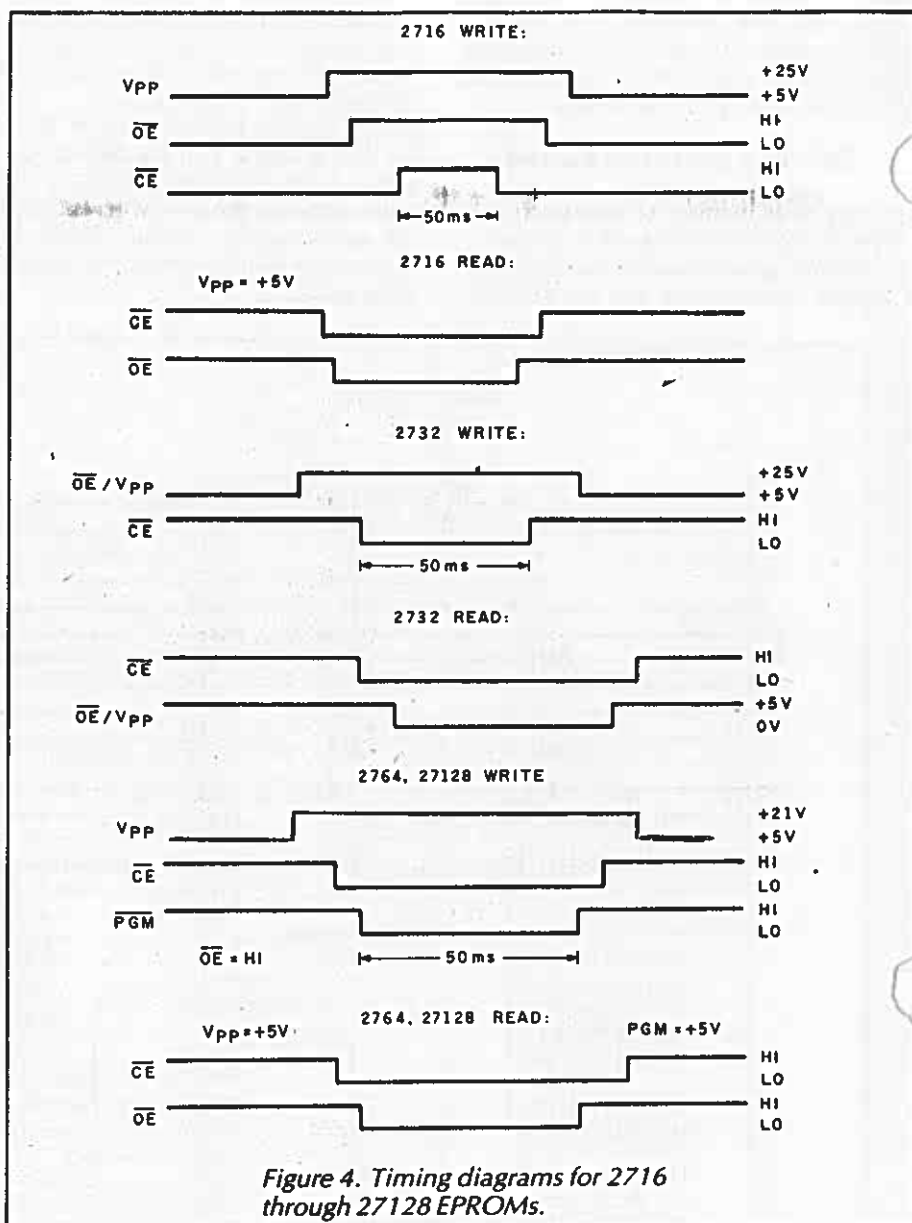 2716 WRITE:
VPP +25V
+5V
OE HI
LO
CE HI
LO
50ms
2716 READ:
VPP = +5V
CE
OE
2732 WRITE:
OE/VPP +25V
+5V
CE HI
LO
50ms
2732 READ:
CE HI
LO
OE/VPP +5V
0V
2764, 27128 WRITE
VPP +21V
+5V
CE HI
LO
PGM HI
LO
OE = HI 50ms
2764, 27128 READ:
VPP = +5V PGM = +5V
CE HI
LO
OE HI
LO
Figure 4. Timing diagrams for 2716
through 27128 EPROMs.